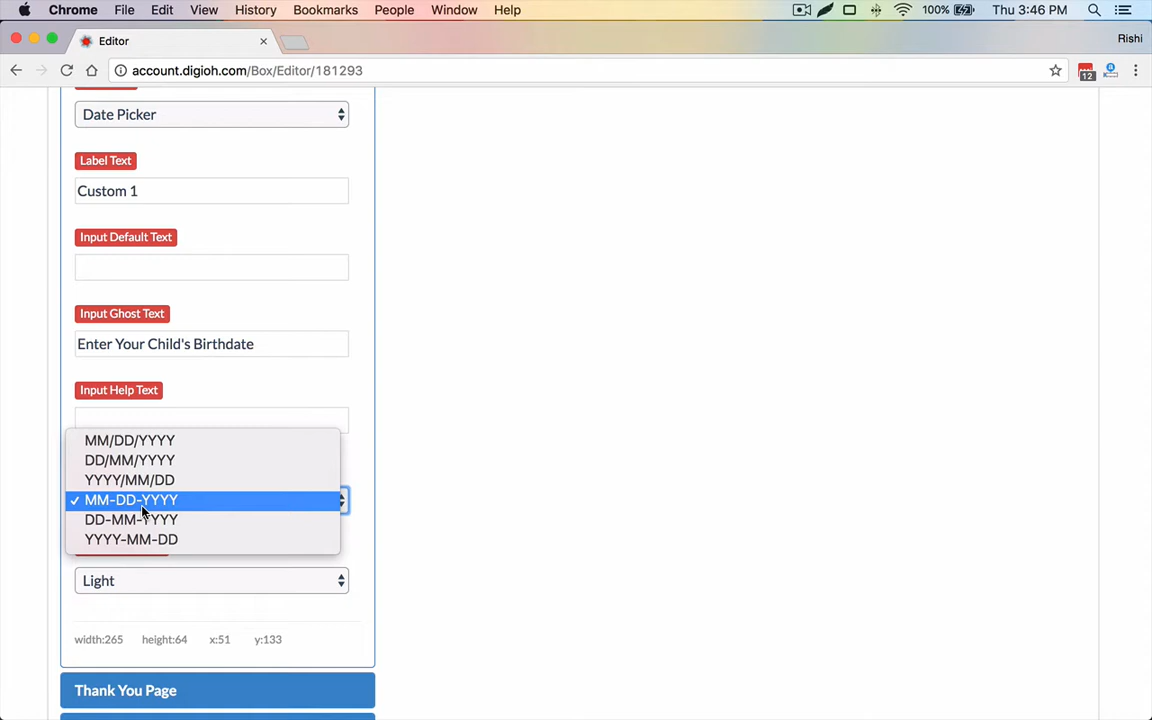 Chrome File Edit View History Bookmarks People Window Help 100% Thu 3:46 PM
Editor
Rishi
account.digioh.com/Box/Editor/181293
12
Date Picker
Label Text
Custom 1
Input Default Text
Input Ghost Text
Enter Your Child's Birthdate
Input Help Text
MM/DD/YYYY
DD/MM/YYYY
YYYY/MM/DD
MM-DD-YYYY
DD-MM-YYYY
YYYY-MM-DD
Light
width:265 height:64 x:51 y:133
Thank You Page